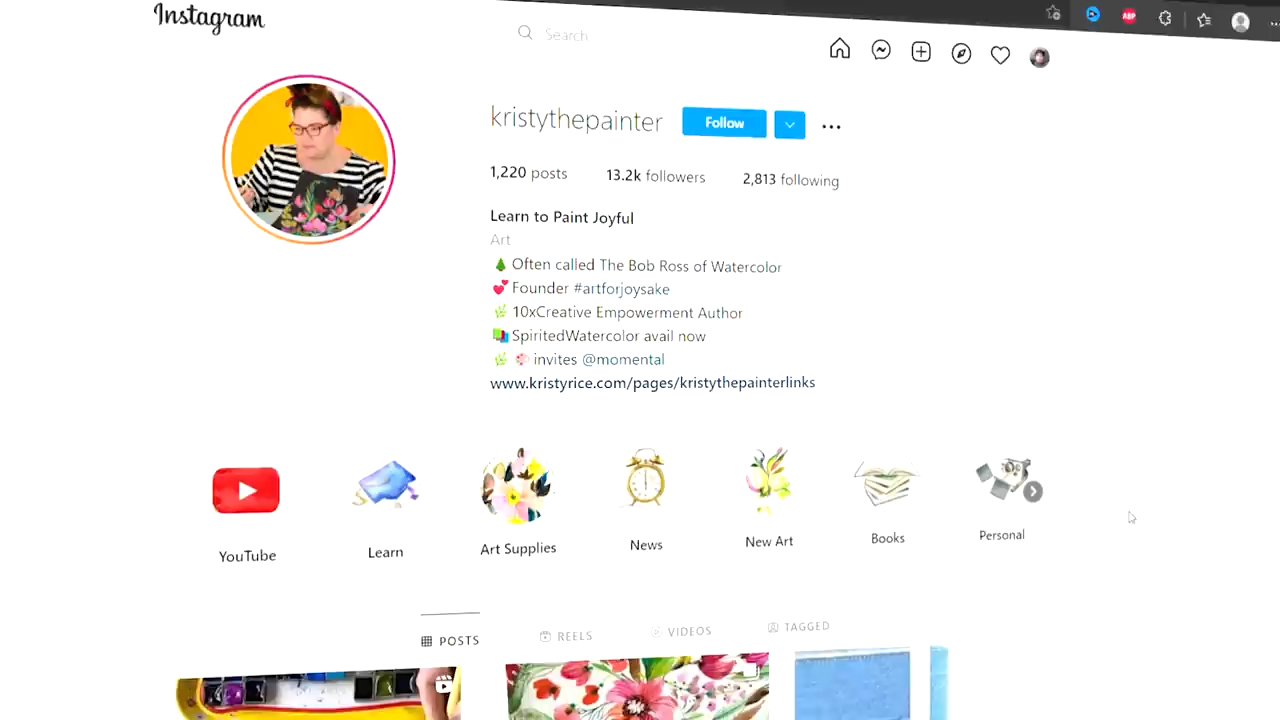 Instagram
Search
ABP
kristythepainter Follow
1,220 posts 13.2k followers 2,813 following
Learn to Paint Joyful
Art
Often called The Bob Ross of Watercolor
Founder #artforjoysake
10xCreative Empowerment Author
SpiritedWatercolor avail now
invites @momental
www.kristyrice.com/pages/kristythepainterlinks
YouTube Learn Art Supplies News New Art Books Personal
POSTS REELS VIDEOS TAGGED